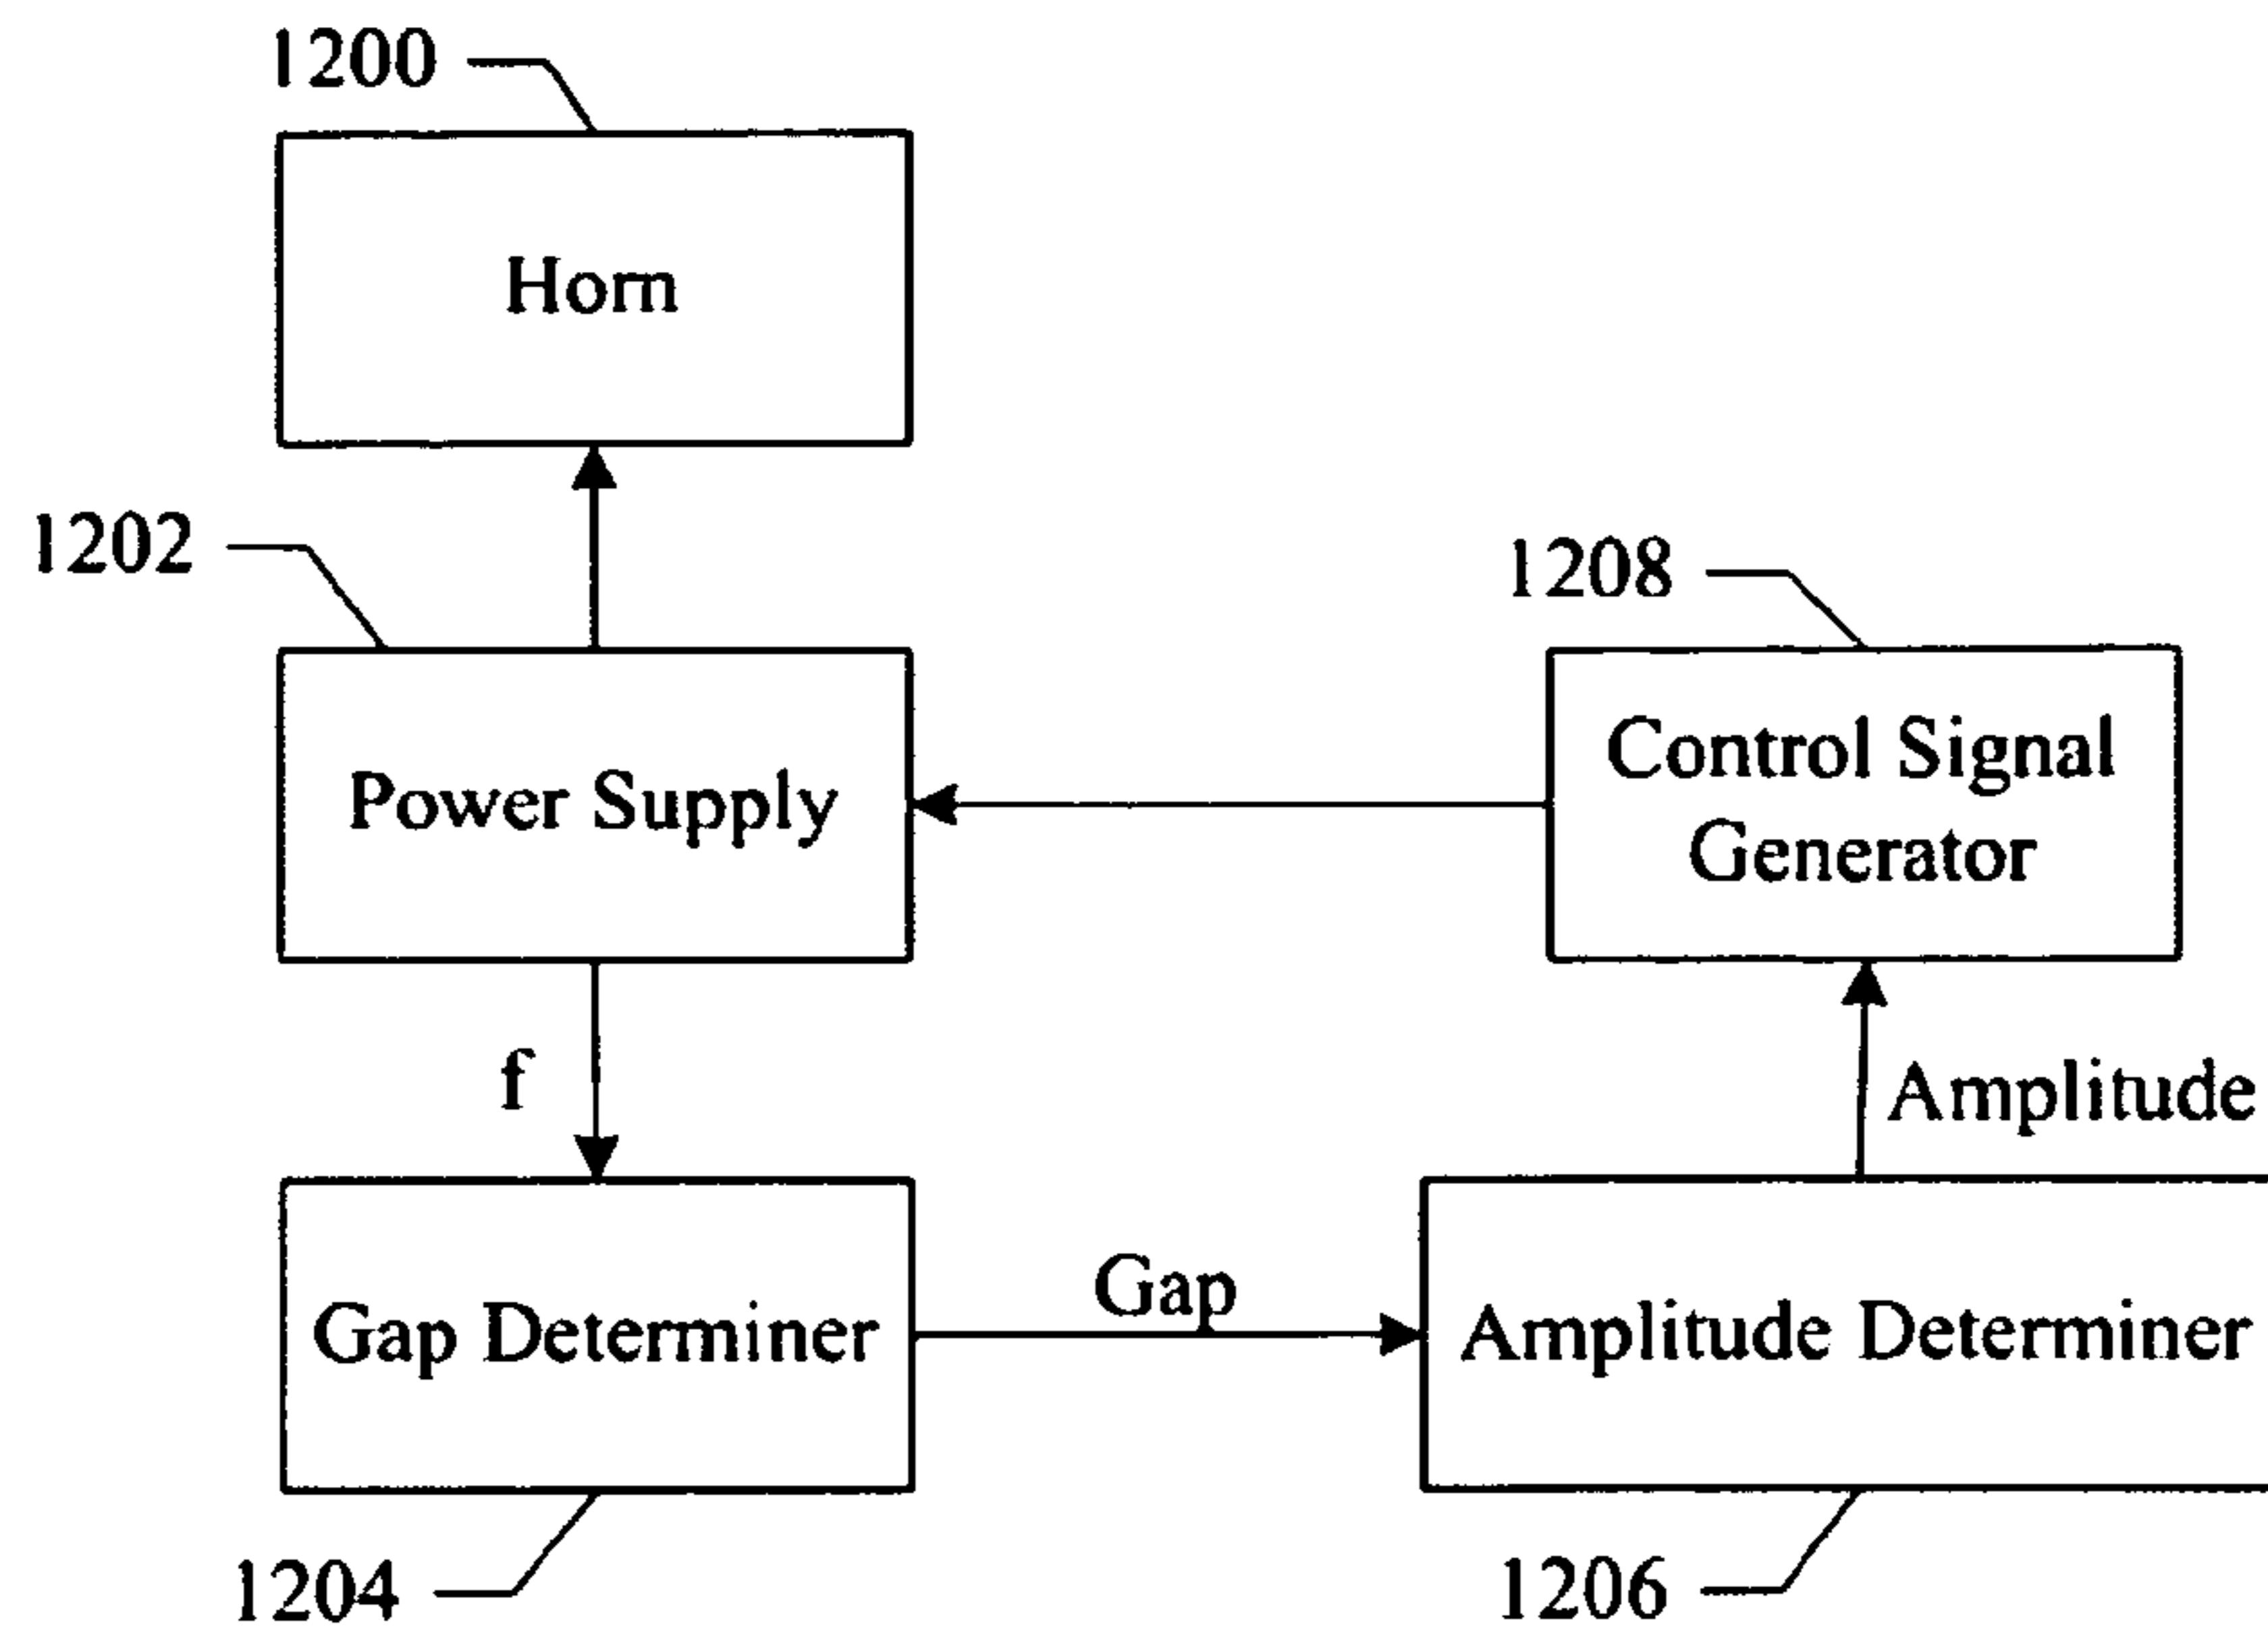 1200
Horn
1202
1208
Power Supply
Control Signal
Generator
f
Amplitude
Gap
Gap Determiner
Amplitude Determiner
1204
1206